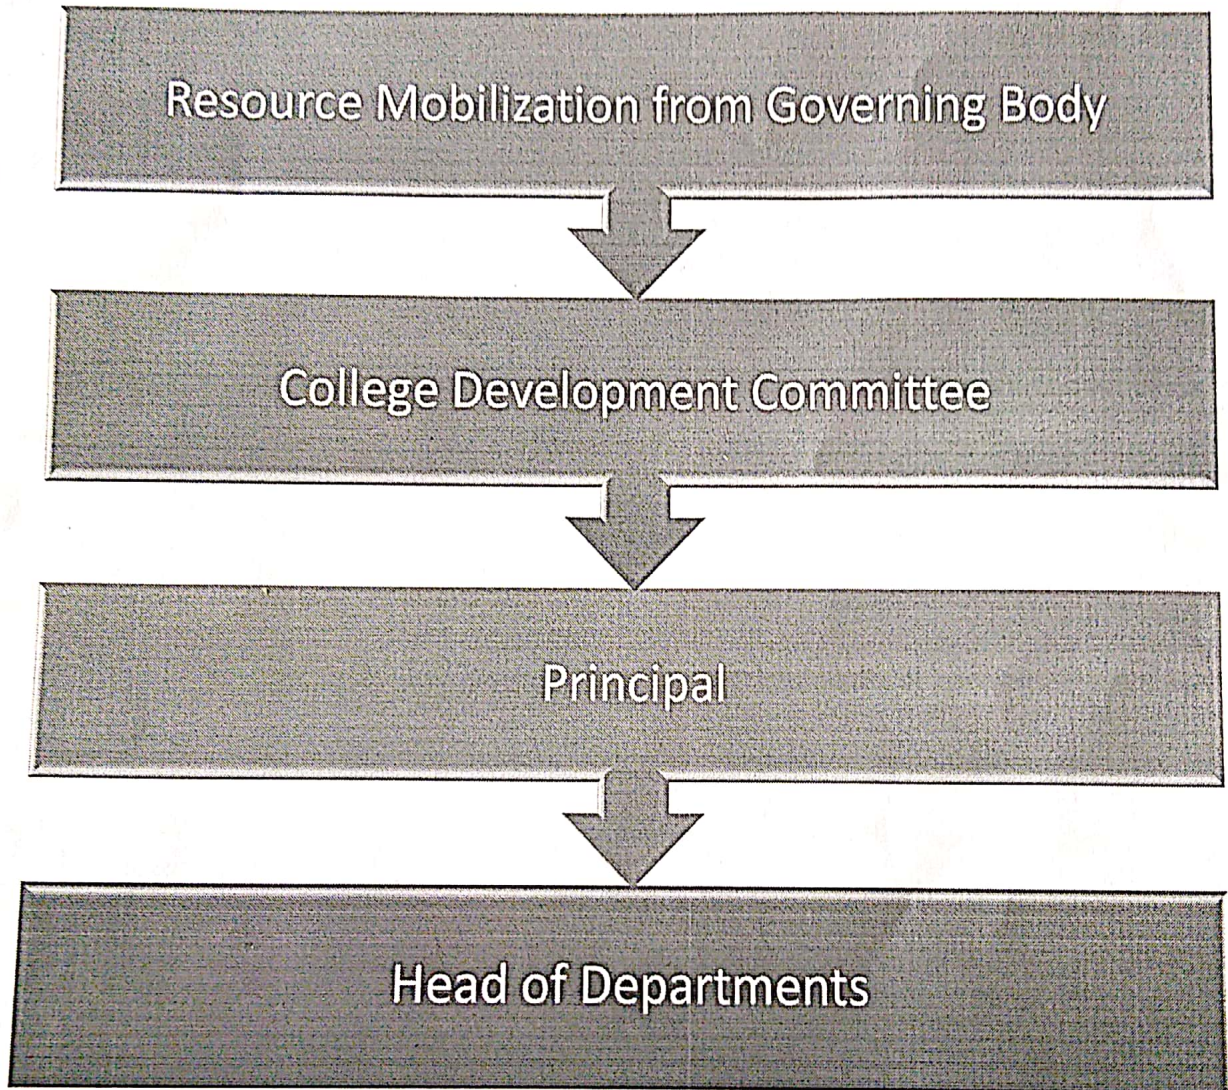 Resource Mobilization from Governing Body
College Development Committee
Principal
Head of Departments